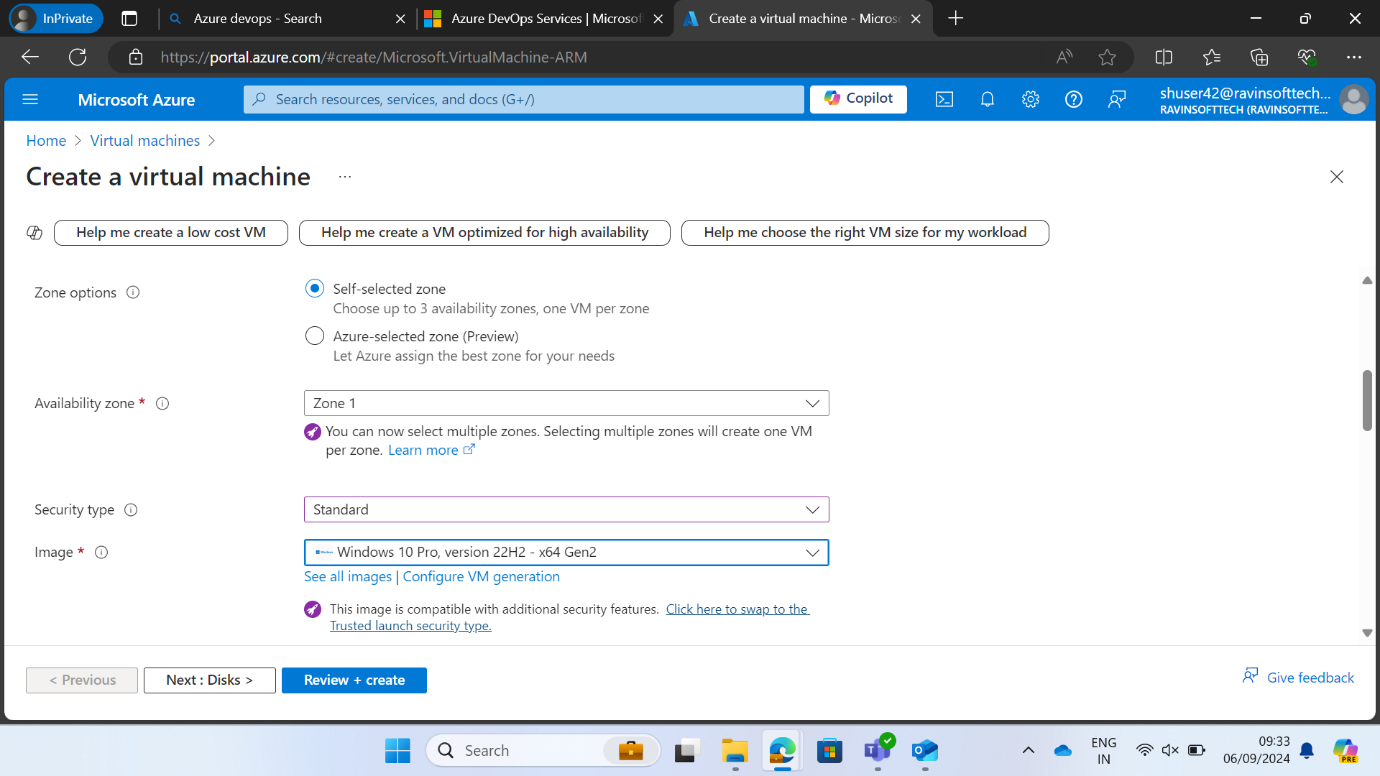 InPrivate
Azure devops - Search
Azure DevOps Services | Microsof
Create a virtual machine - Micros
https://portal.azure.com/#create/Microsoft.VirtualMachine-ARM
Microsoft Azure
Search resources, services, and docs (G+/)
Copilot
shuser42@ravinsofttech...
RAVINSOFTTECH (RAVINSOFTTE...
Home > Virtual machines >
Create a virtual machine ...
Help me create a low cost VM
Help me create a VM optimized for high availability
Help me choose the right VM size for my workload
Zone options
Self-selected zone
Choose up to 3 availability zones, one VM per zone
Azure-selected zone (Preview)
Let Azure assign the best zone for your needs
Availability zone *
Zone 1
You can now select multiple zones. Selecting multiple zones will create one VM
per zone. Learn more
Security type
Standard
Image *
Windows 10 Pro, version 22H2 - x64 Gen2
See all images | Configure VM generation
This image is compatible with additional security features. Click here to swap to the
Trusted launch security type.
< Previous
Next : Disks >
Review + create
Give feedback
Search
ENG
IN
09:33
06/09/2024
PRE